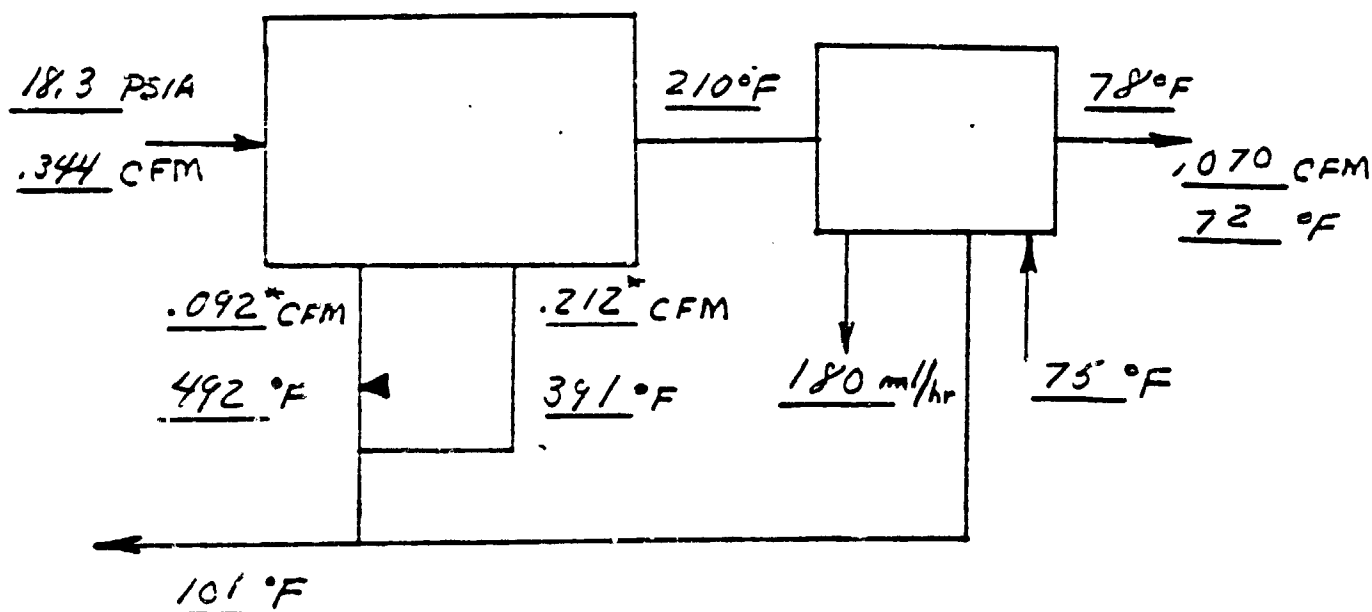 18.3 PSIA
.344 CFM
210°F
78°F
.070 CFM
72 °F
.092* CFM
.212* CFM
492 °F
391 °F
180 ml/hr
75 °F
101 °F